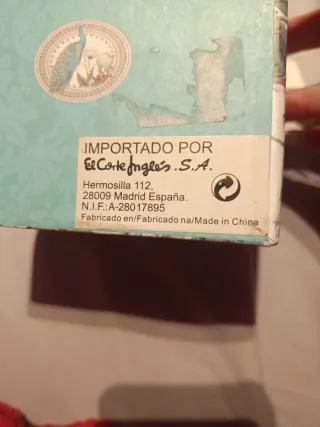 IMPORTADO POR
El Corte Inglés. S.A.
Hermosilla 112,
28009 Madrid España.
N.I.F.:A-28017895
Fabricado en/Fabricado na/Made in China